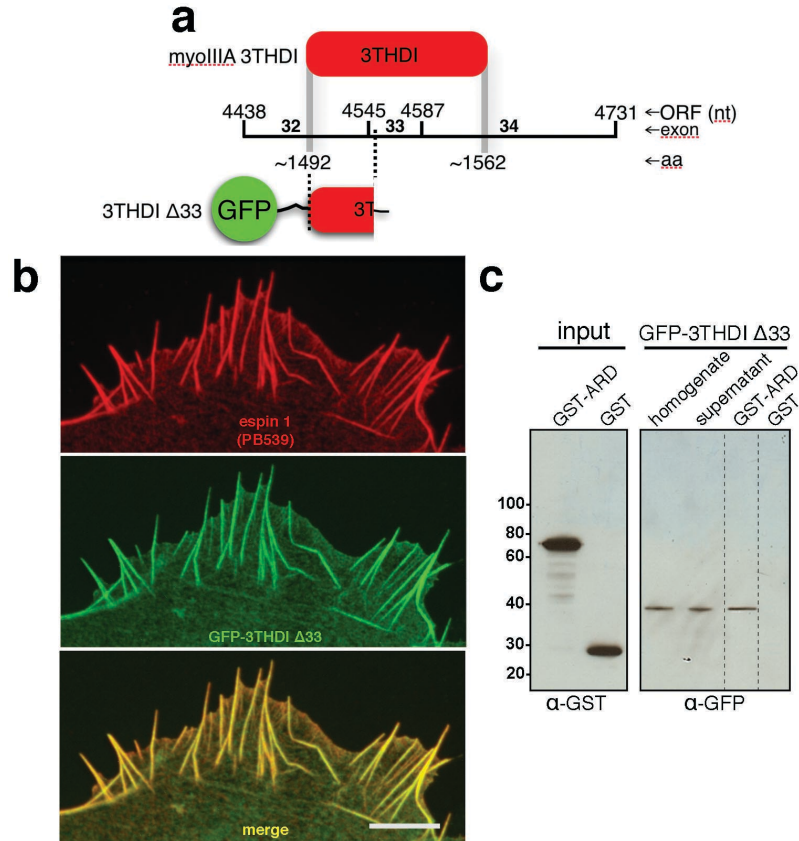 a
myoIIIA 3THDI
3THDI
4438
4545
4587
4731
←ORF (nt)
32
33
34
←exon
~1492
~1562
←aa
3THDI Δ33
GFP
3T
b
espin 1
(PB539)
GFP-3THDI Δ33
merge
c
input
GFP-3THDI Δ33
GST-ARD
GST
homogenate
supernatant
GST-ARD
GST
100
80
60
40
30
20
α-GST
α-GFP